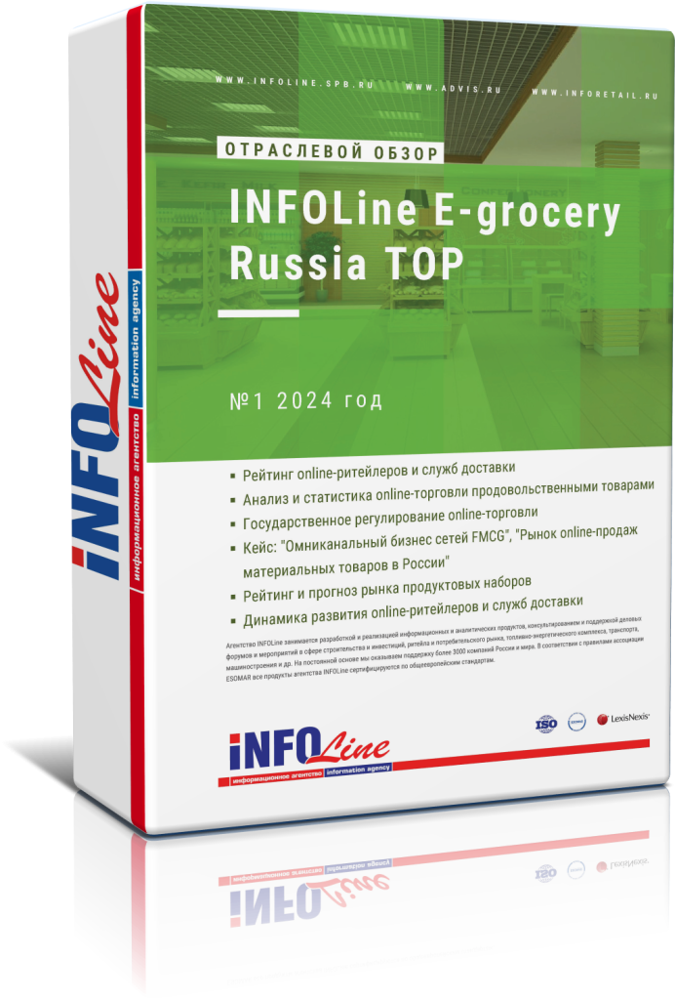 WWW.INFOLINE.SPB.RU WWW.ADVIS.RU WWW.INFORETAIL.RU
ОТРАСЛЕВОЙ ОБЗОР
INFOLine E-grocery
Russia TOP
№1 2024 год
▪ Рейтинг online-ритейлеров и служб доставки
▪ Анализ и статистика online-торговли продовольственными товарами
▪ Государственное регулирование online-торговли
▪ Кейс: "Омниканальный бизнес сетей FMCG", "Рынок online-продаж
материальных товаров в России"
▪ Рейтинг и прогноз рынка продуктовых наборов
▪ Динамика развития online-ритейлеров и служб доставки
Агентство INFOLine занимается разработкой и реализацией информационных и аналитических продуктов, консультированием и поддержкой деловых
форумов и мероприятий в сфере строительства и инвестиций, ритейла и потребительского рынка, топливно-энергетического комплекса, транспорта,
машиностроения и др. На постоянной основе мы оказываем поддержку более 3000 компаний России и мира. В соответствии с правилами ассоциации
ESOMAR все продукты агентства INFOLine сертифицируются по общеевропейским стандартам.
ISO
LexisNexis
iNFOLine
информационное агентство information agency
iNFOLine
информационное агентство information agency